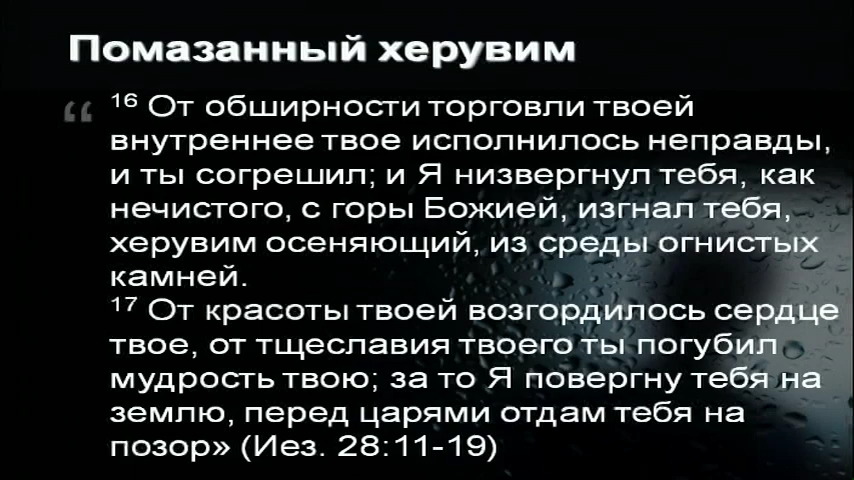 Помазанный херувим
“ 16 От обширности торговли твоей
внутреннее твое исполнилось неправды,
и ты согрешил; и Я низвергнул тебя, как
нечистого, с горы Божией, изгнал тебя,
херувим осеняющий, из среды огнистых
камней.
17 От красоты твоей возгордилось сердце
твое, от тщеславия твоего ты погубил
мудрость твою; за то Я повергну тебя на
землю, перед царями отдам тебя на
позор» (Иез. 28:11-19)